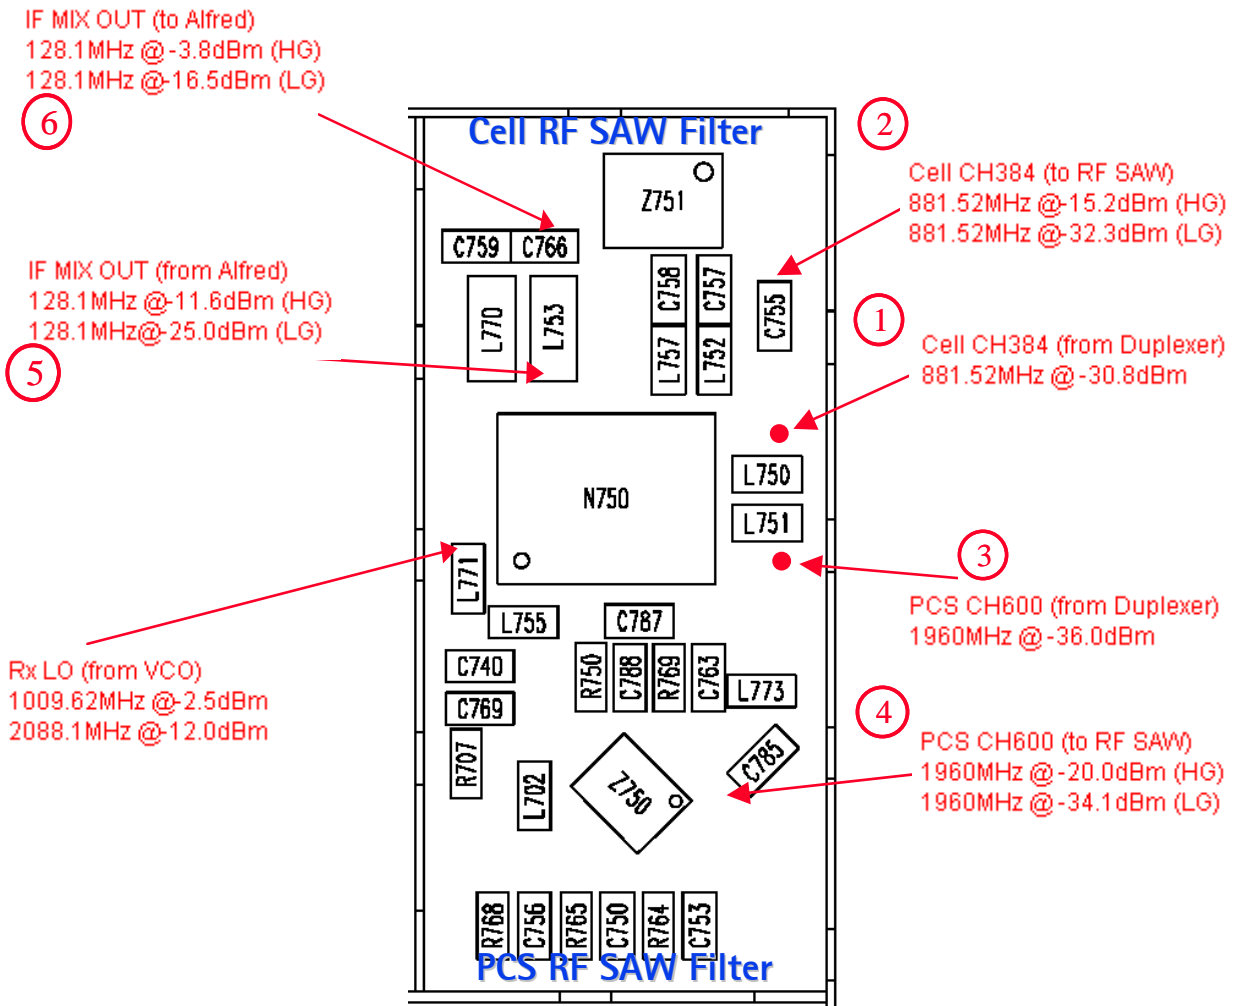 IF MIX OUT (to Alfred)
128.1MHz @-3.8dBm (HG)
128.1MHz @-16.5dBm (LG)
6
Cell RF SAW Filter
2
Cell CH384 (to RF SAW)
881.52MHz @-15.2dBm (HG)
881.52MHz @-32.3dBm (LG)
Z751
C759 C766
IF MIX OUT (from Alfred)
128.1MHz @-11.6dBm (HG)
128.1MHz@-25.0dBm (LG)
5
L770 L753
C758 C757
C755
L757 L752
1
Cell CH384 (from Duplexer)
881.52MHz @-30.8dBm
L750
N750
L751
3
PCS CH600 (from Duplexer)
1960MHz @-36.0dBm
L771
L755
C787
Rx LO (from VCO)
1009.62MHz @-2.5dBm
2088.1MHz @-12.0dBm
C740
C769
R750 C788 R769 C763
L773
4
PCS CH600 (to RF SAW)
1960MHz @-20.0dBm (HG)
1960MHz @-34.1dBm (LG)
R707
L702
Z750
C785
R768 C756 R765 C750 R764 C753
PCS RF SAW Filter